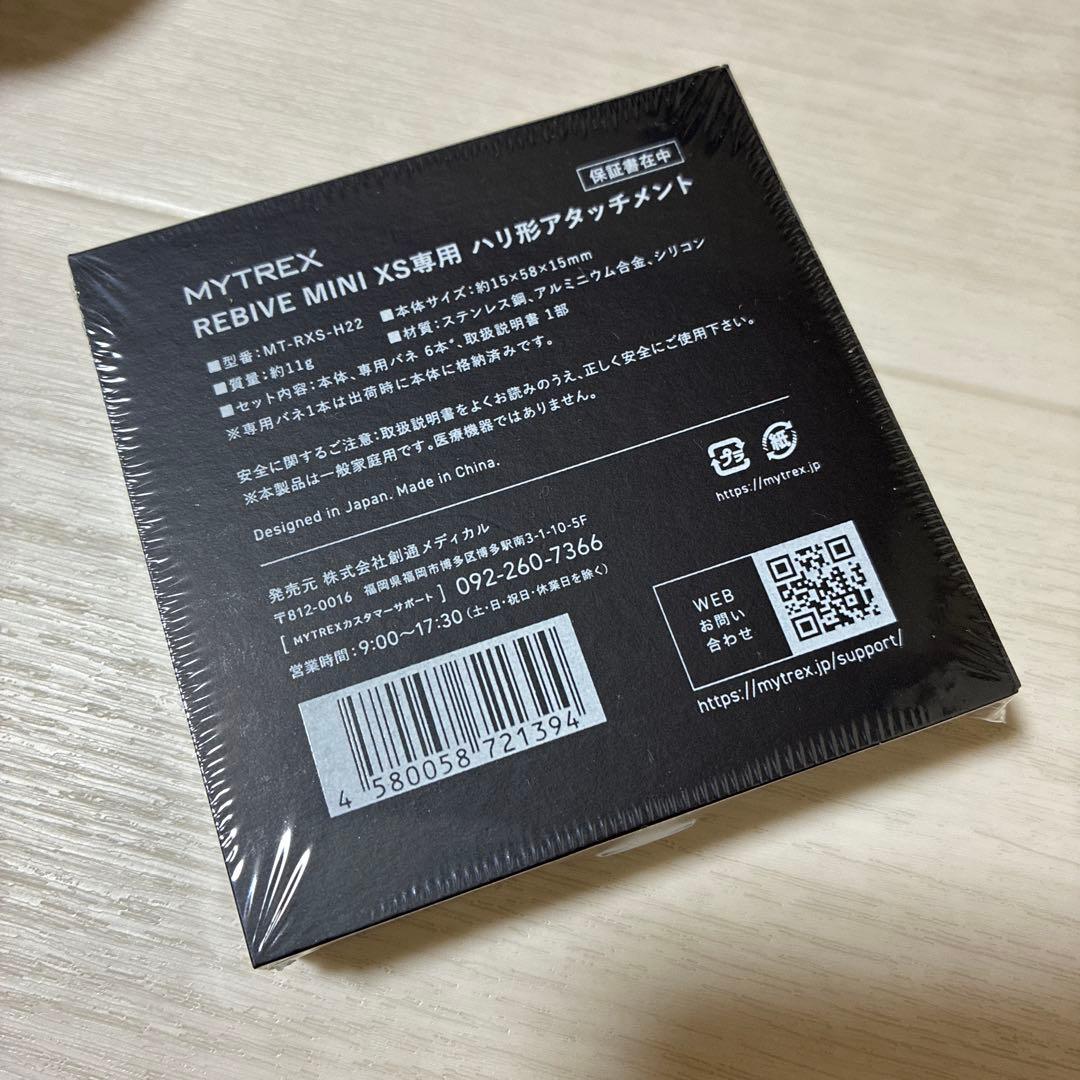 保証書在中
MYTREX
REBIVE MINI XS専用 ハリ形アタッチメント
■型番:MT-RXS-H22 ■本体サイズ:約15×58×15mm
■質量:約11g ■材質:ステンレス鋼、アルミニウム合金、シリコン
■セット内容:本体、専用バネ 6本*、取扱説明書 1部
※専用バネ1本は出荷時に本体に格納済みです。
安全に関するご注意:取扱説明書をよくお読みのうえ、正しく安全にご使用下さい。
※本製品は一般家庭用です。医療機器ではありません。
Designed in Japan. Made in China.
プラ 紙
https://mytrex.jp
発売元 株式会社創通メディカル
〒812-0016 福岡県福岡市博多区博多駅南3-1-10-5F
[ MYTREXカスタマーサポート ] 092-260-7366
営業時間:9:00〜17:30(土・日・祝日・休業日を除く)
4 580058 721394
WEB
お問い
合わせ
https://mytrex.jp/support/